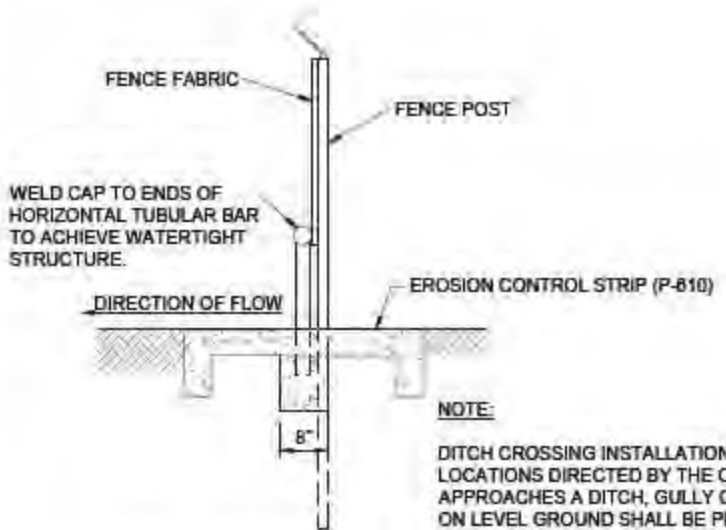 FENCE FABRIC
FENCE POST
WELD CAP TO ENDS OF
HORIZONTAL TUBULAR BAR
TO ACHIEVE WATERTIGHT
STRUCTURE.
DIRECTION OF FLOW
EROSION CONTROL STRIP (P-610)
8"
NOTE:
DITCH CROSSING INSTALLATION
LOCATIONS DIRECTED BY THE
APPROACHES A DITCH, GULLY
ON LEVEL GROUND SHALL BE